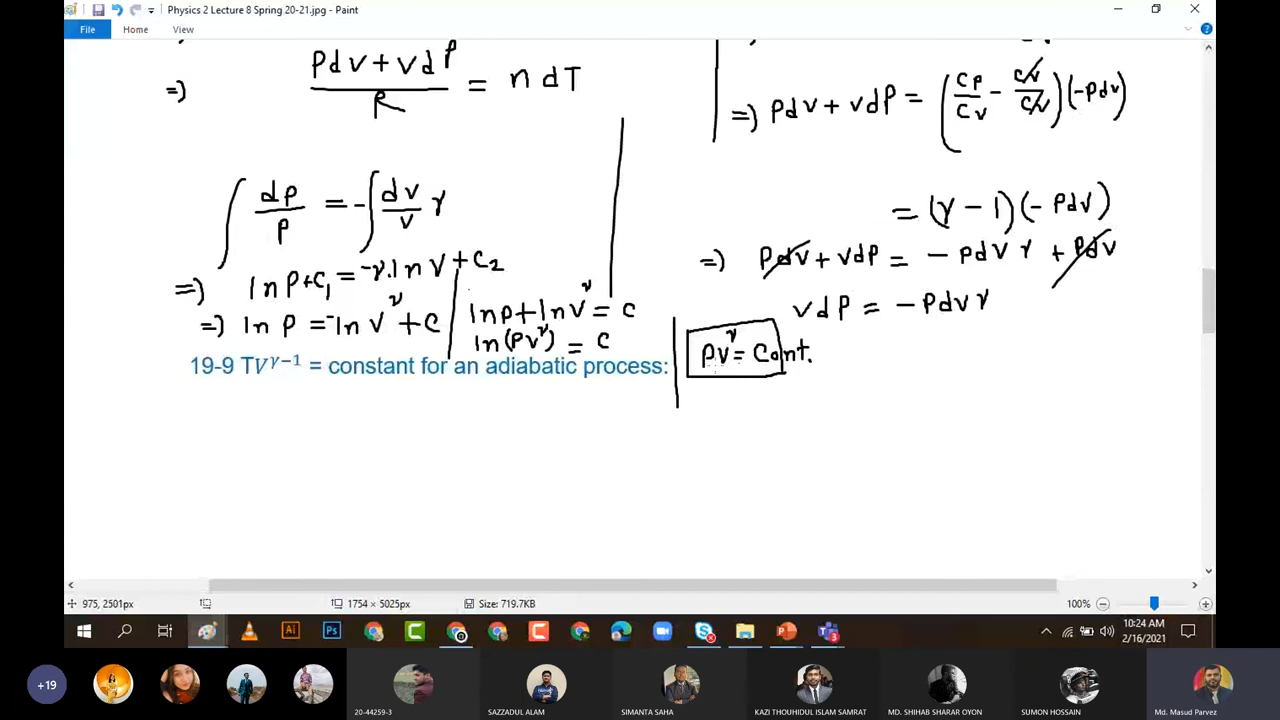 Physics 2 Lecture 8 Spring 20-21.jpg - Paint
File Home View
=) Pdv + vdP / R = n dT
=) Pdv + vdP = (CP/Cv - Cv/Cv)(-Pdv)
∫ dP/P = -∫ dv/v γ
=) lnP+C1 = -γ.ln V + C2
=) ln P = -ln V^γ + C
lnP + ln V^γ = C
ln(PV^γ) = C
= (γ - 1)(-Pdv)
=) Pdv + vdP = - Pdv γ + Pdv
vdP = -Pdv γ
PV^γ = Cont.
19-9 TVγ−1 = constant for an adiabatic process:
975, 2501px 1754 × 5025px Size: 719.7KB 100%
10:24 AM
2/16/2021
+19
20-44259-3 SAZZADUL ALAM SIMANTA SAHA KAZI THOUHIDUL ISLAM SAMRAT MD. SHIHAB SHARAR OYON SUMON HOSSAIN Md. Masud Parvez